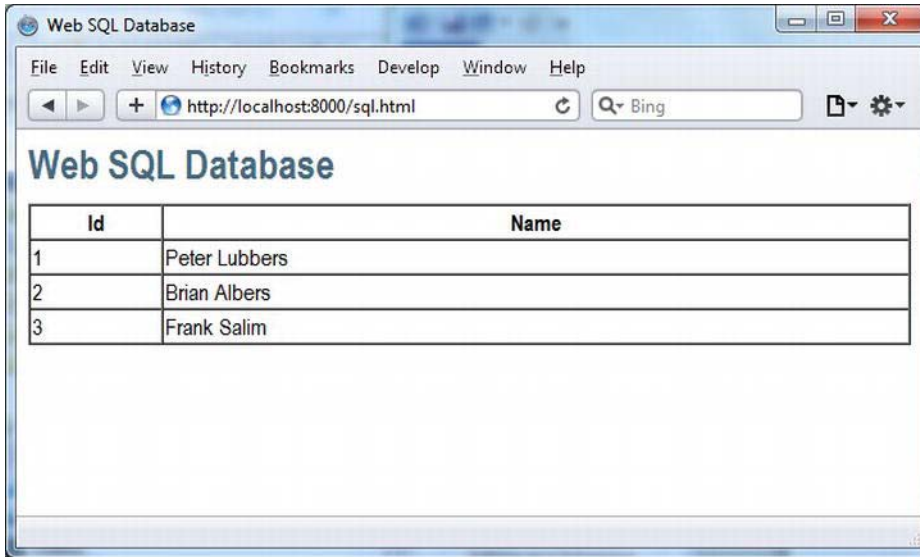 Web SQL Database
File Edit View History Bookmarks Develop Window Help
http://localhost:8000/sql.html Bing
Web SQL Database
Id Name
1 Peter Lubbers
2 Brian Albers
3 Frank Salim